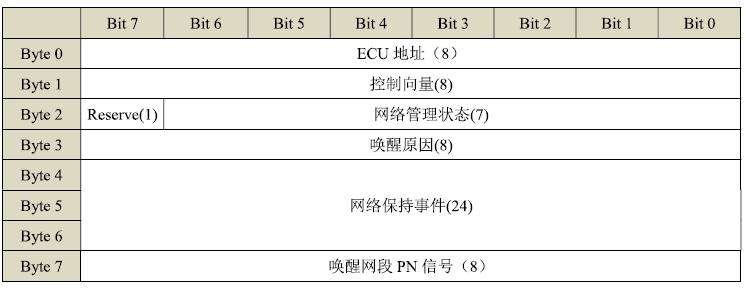 Bit 7 Bit 6 Bit 5 Bit 4 Bit 3 Bit 2 Bit 1 Bit 0
Byte 0 ECU 地址（8）
Byte 1 控制向量(8)
Byte 2 Reserve(1) 网络管理状态(7)
Byte 3 唤醒原因(8)
Byte 4
Byte 5 网络保持事件(24)
Byte 6
Byte 7 唤醒网段 PN 信号（8）